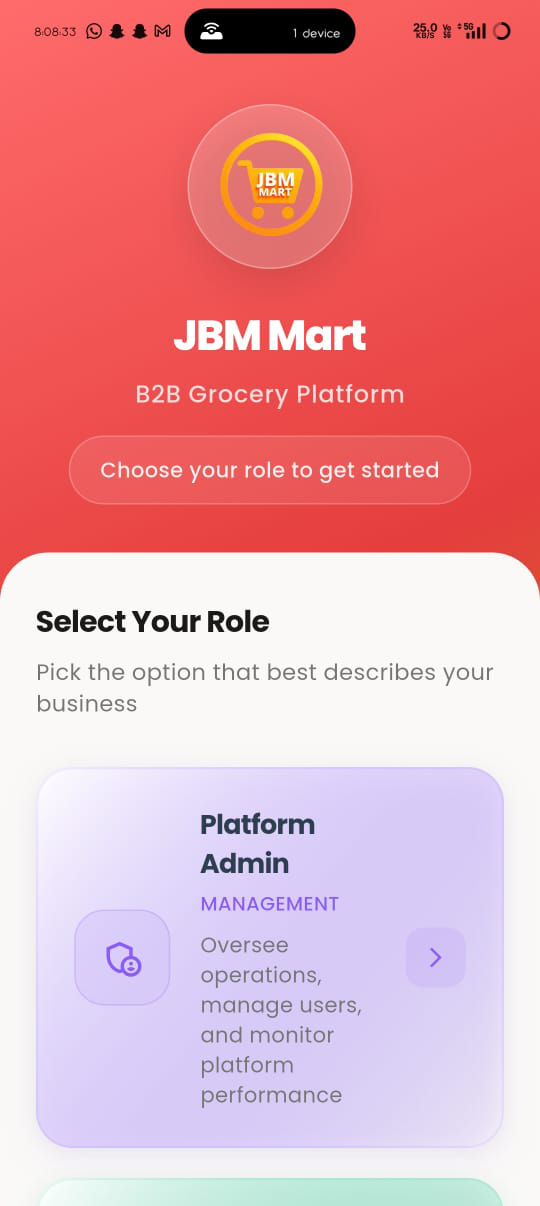 8:08:33
1 device
25.0
KB/S
Vo
5G
5G
JBM
MART
JBM Mart
B2B Grocery Platform
Choose your role to get started
Select Your Role
Pick the option that best describes your
business
Platform
Admin
MANAGEMENT
Oversee
operations,
manage users,
and monitor
platform
performance